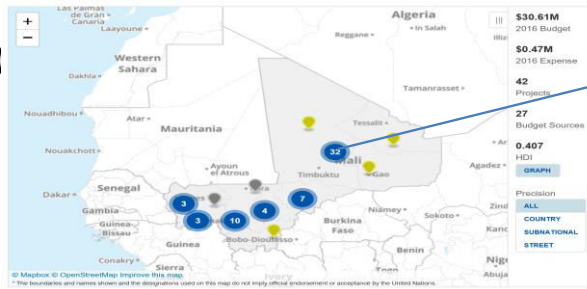 Las Palmas
de Gran
Canaria
Laayoune
Algeria
In Salah
Reggane
Western
Sahara
Dakhla
Tamanrasset
Nouadhibou
Atar
Tessalit
Mauritania
32
Mali
Nouakchott
Ayoun
el Atrous
Timbuktu
Gao
Agadez
Dakar
Senegal
3
7
Niamey
Gambia
4
Sokoto
Guinea-
Bissau
3
10
Burkina
Faso
Bobo-Dioulasso
Guinea
Benin
Conakry
Sierra
Ivory
Togo
Abuja
+
−
$30.61M
2016 Budget
$0.47M
2016 Expense
42
Projects
27
Budget Sources
0.407
HDI
GRAPH
Precision
ALL
COUNTRY
SUBNATIONAL
STREET
© Mapbox © OpenStreetMap Improve this map
* The boundaries and names shown and the designations used on this map do not imply official endorsement or acceptance by the United Nations.